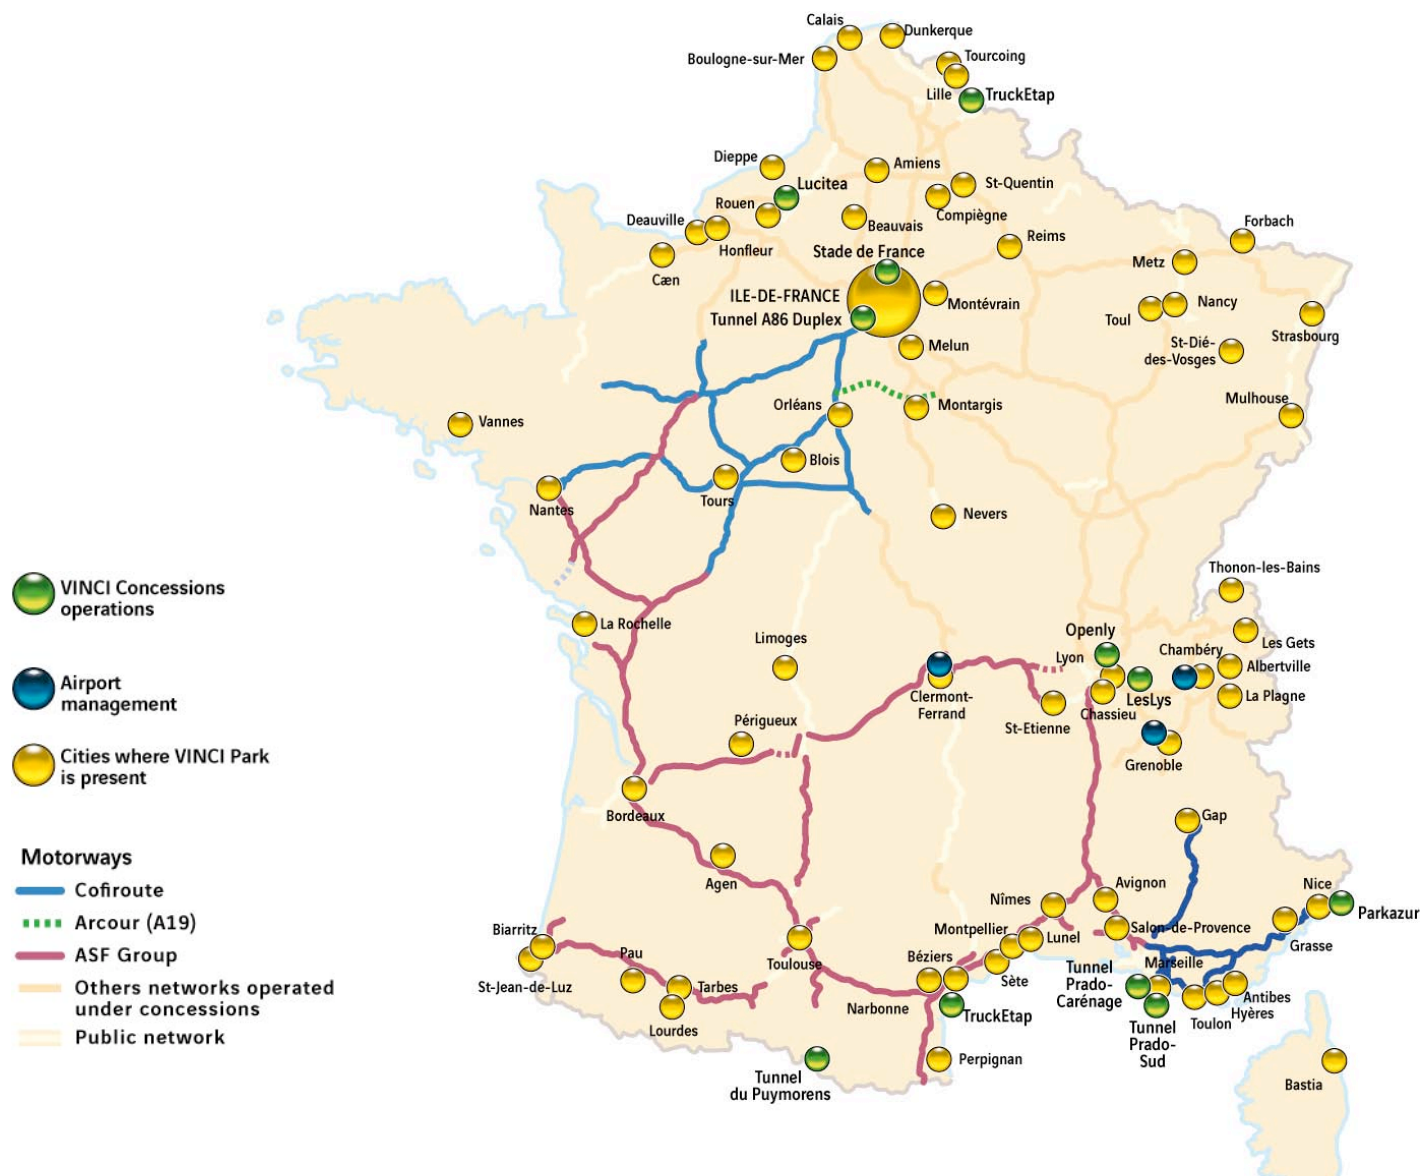 Calais
Dunkerque
Boulogne-sur-Mer
Tourcoing
Lille
TruckEtap
Dieppe
Amiens
Lucitea
St-Quentin
Rouen
Compiègne
Deauville
Beauvais
Honfleur
Reims
Forbach
Stade de France
Cæn
Metz
ILE-DE-FRANCE
Montévrain
Nancy
Tunnel A86 Duplex
Toul
Strasbourg
Melun
St-Dié-
des-Vosges
Orléans
Montargis
Mulhouse
Vannes
Blois
Tours
Nantes
Nevers
Thonon-les-Bains
VINCI Concessions
operations
La Rochelle
Openly
Les Gets
Limoges
Lyon
Chambéry
Albertville
Airport
management
Clermont-
Ferrand
LesLys
La Plagne
Chassieu
St-Etienne
Périgueux
Grenoble
Cities where VINCI Park
is present
Bordeaux
Gap
Motorways
Cofiroute
Arcour (A19)
ASF Group
Others networks operated
under concessions
Public network
Agen
Avignon
Nice
Nîmes
Parkazur
Biarritz
Montpellier
Salon-de-Provence
Lunel
Grasse
Pau
Toulouse
Béziers
Marseille
St-Jean-de-Luz
Tarbes
Sète
Tunnel
Prado-
Carénage
Antibes
Narbonne
TruckEtap
Hyères
Lourdes
Toulon
Tunnel
Prado-
Sud
Perpignan
Tunnel
du Puymorens
Bastia